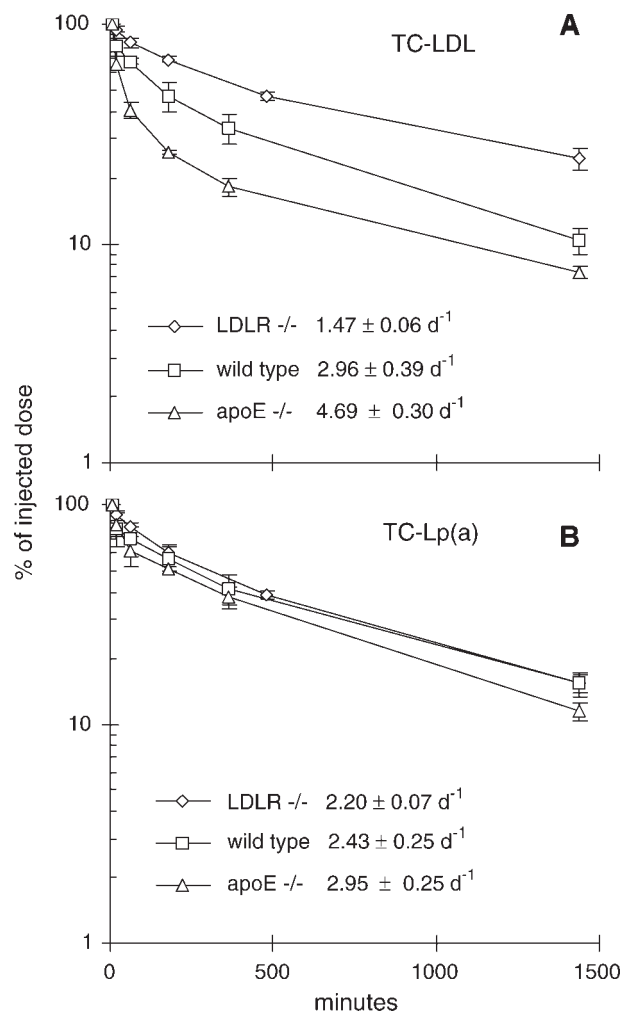 100
TC-LDL
A
10
LDLR -/- 1.47 ± 0.06 d-1
wild type 2.96 ± 0.39 d-1
apoE -/- 4.69 ± 0.30 d-1
1
% of injected dose
100
TC-Lp(a)
B
10
LDLR -/- 2.20 ± 0.07 d-1
wild type 2.43 ± 0.25 d-1
apoE -/- 2.95 ± 0.25 d-1
1
0 500 1000 1500
minutes